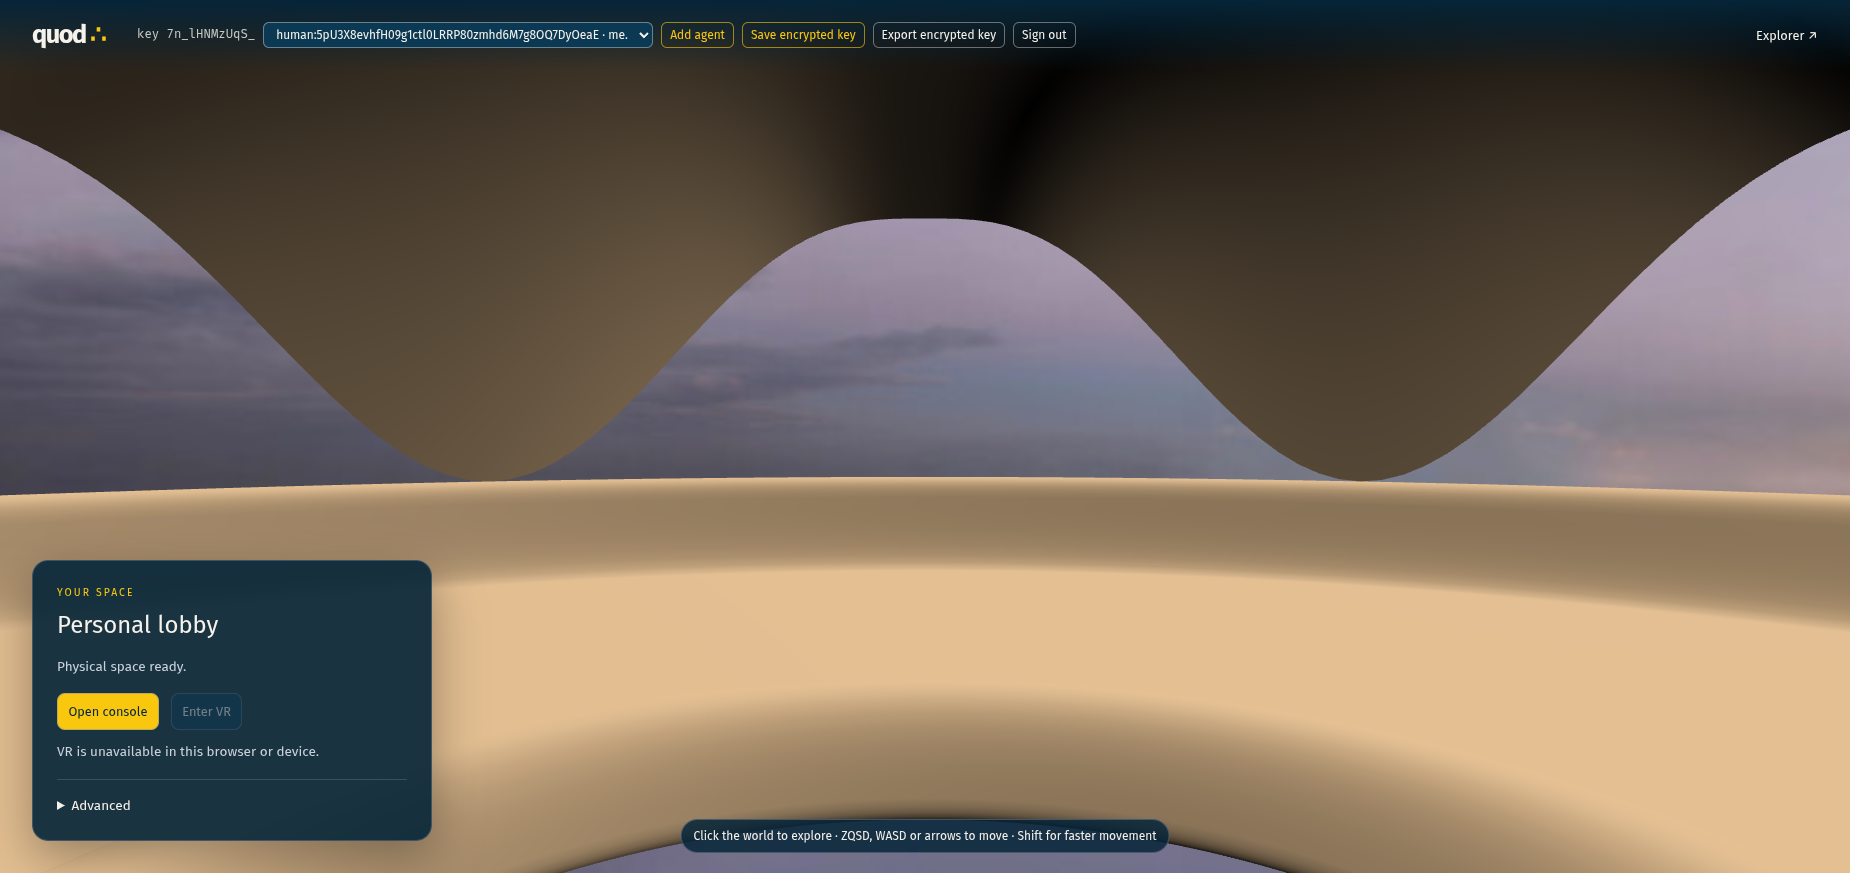 quod
key 7n_lHNMzUqS_
human:5pU3X8evhfH09g1ctl0LRRP80zmhd6M7g8OQ7DyOeaE · me.
Add agent
Save encrypted key
Export encrypted key
Sign out
Explorer ↗
YOUR SPACE
Personal lobby
Physical space ready.
Open console
Enter VR
VR is unavailable in this browser or device.
Advanced
Click the world to explore · ZQSD, WASD or arrows to move · Shift for faster movement